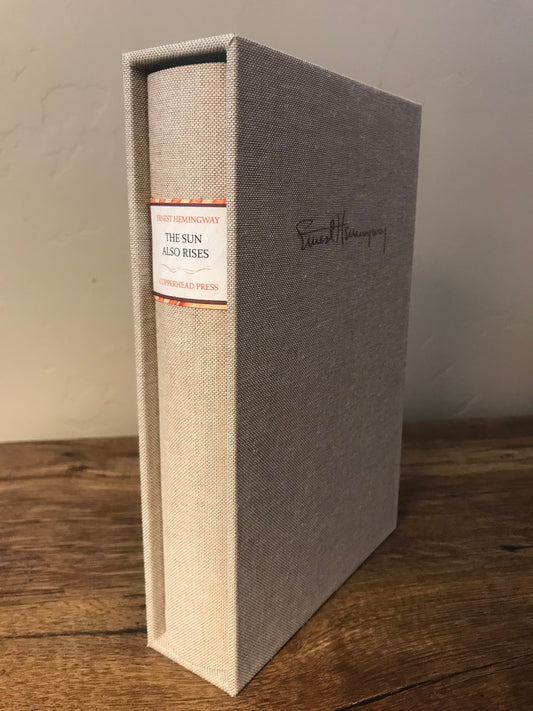 ERNEST HEMINGWAY
THE SUN
ALSO RISES
COPPERHEAD PRESS
Ernest Hemingway